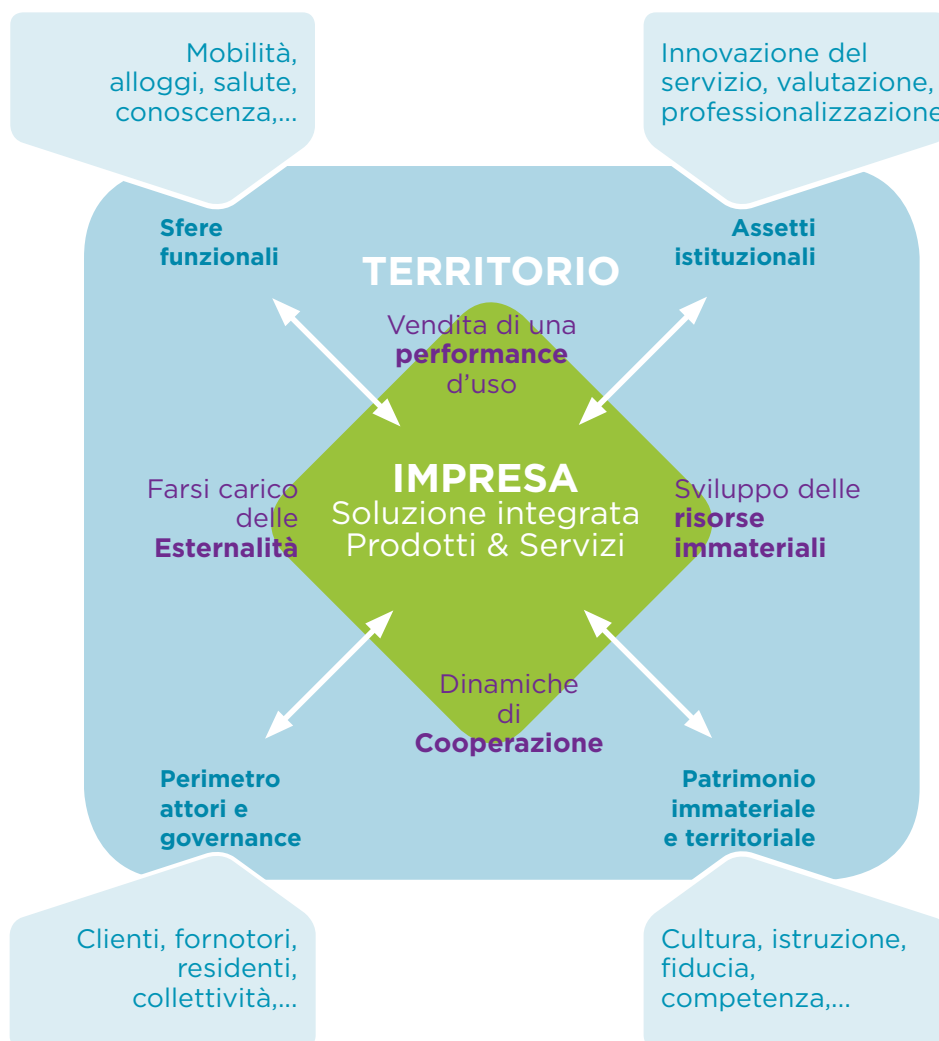 Mobilità,
alloggi, salute,
conoscenza,...
Innovazione del
servizio, valutazione,
professionalizzazione
Sfere
funzionali
Assetti
istituzionali
TERRITORIO
Vendita di una
performance
d'uso
Farsi carico
delle
Esternalità
IMPRESA
Soluzione integrata
Prodotti & Servizi
Sviluppo delle
risorse
immateriali
Dinamiche
di
Cooperazione
Perimetro
attori e
governance
Patrimonio
immateriale
e territoriale
Clienti, fornotori,
residenti,
collettività,...
Cultura, istruzione,
fiducia,
competenza,...